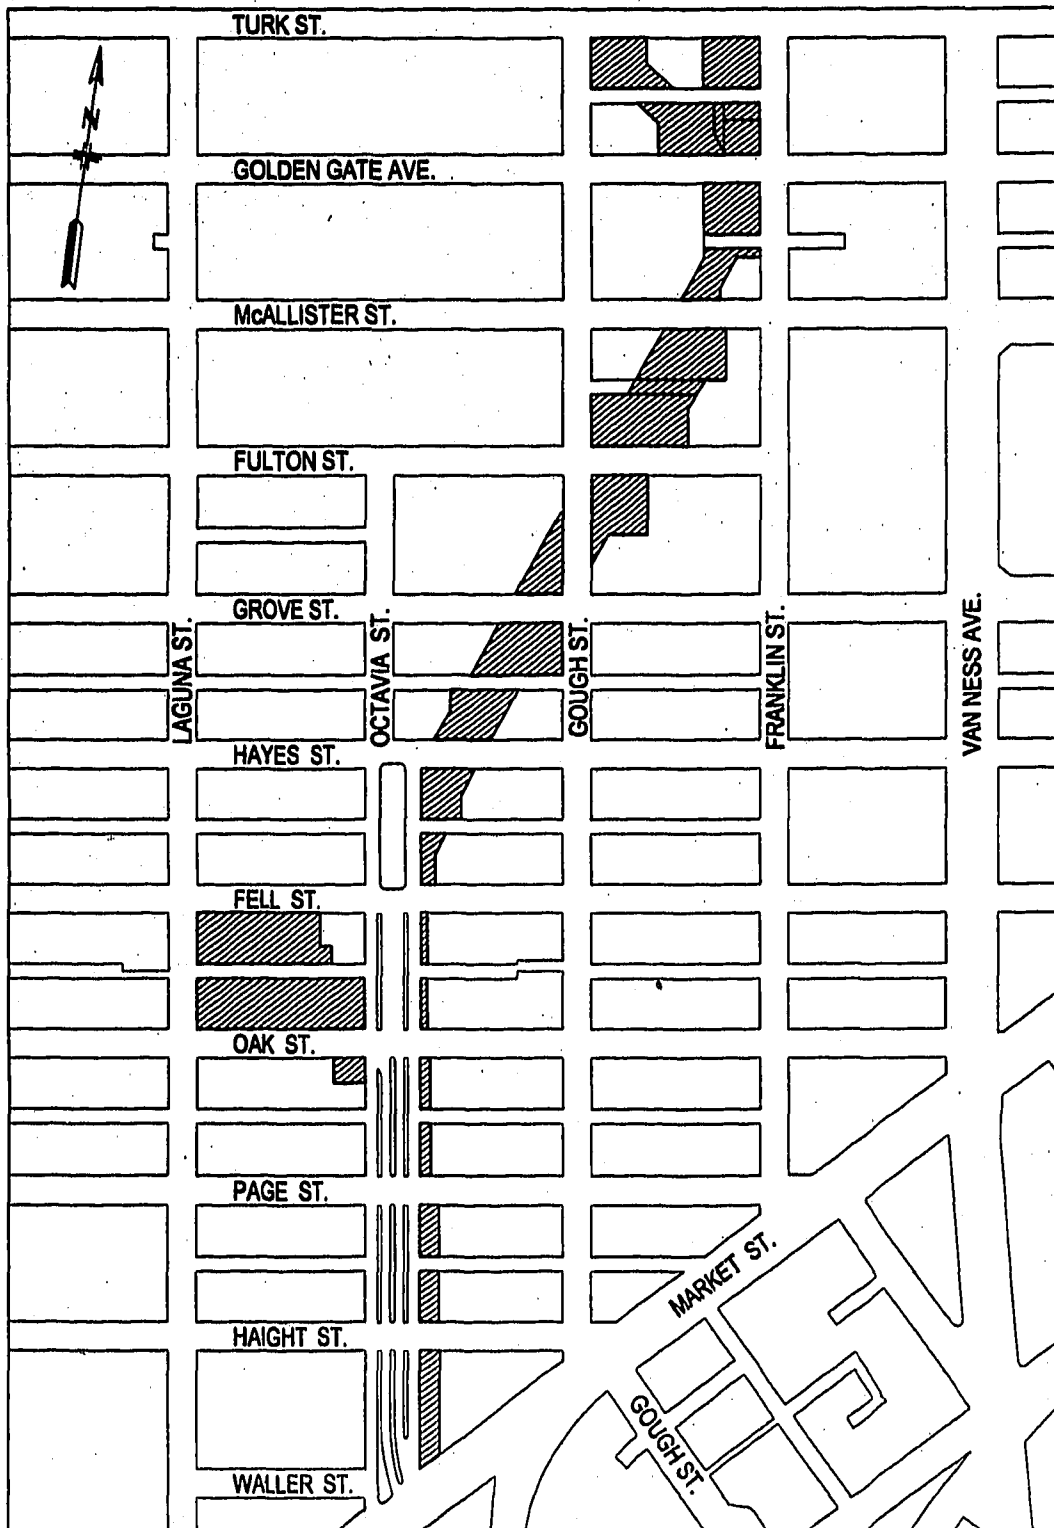 TURK ST.
N
GOLDEN GATE AVE.
McALLISTER ST.
FULTON ST.
GROVE ST.
LAGUNA ST.
OCTAVIA ST.
GOUGH ST.
FRANKLIN ST.
VAN NESS AVE.
HAYES ST.
FELL ST.
OAK ST.
PAGE ST.
MARKET ST.
HAIGHT ST.
GOUGH ST.
WALLER ST.